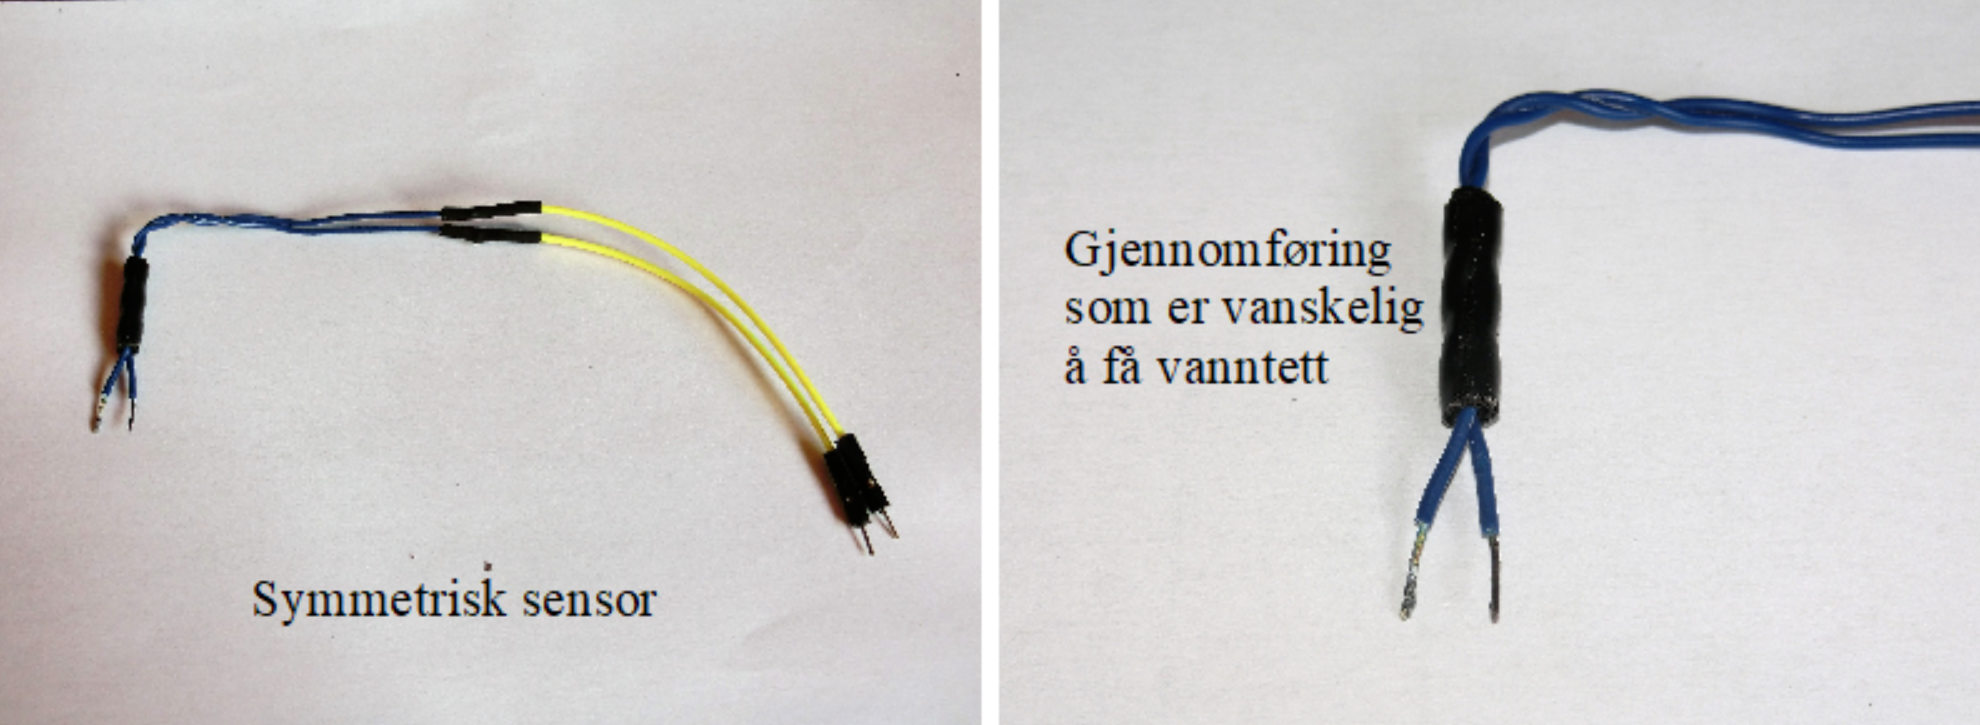 Symmetrisk sensor
Gjennomføring
som er vanskelig
å få vanntett